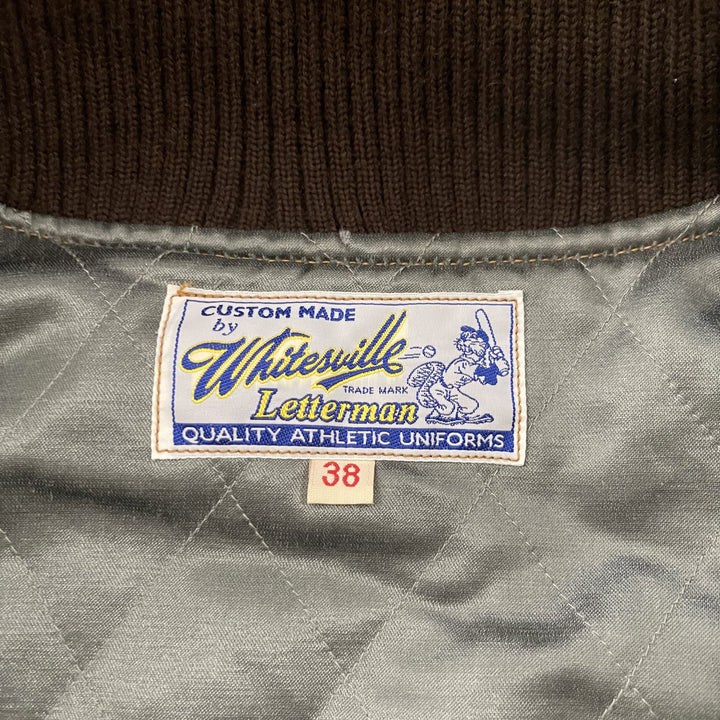 CUSTOM MADE
by
Whitesville
TRADE MARK
Letterman
QUALITY ATHLETIC UNIFORMS
38